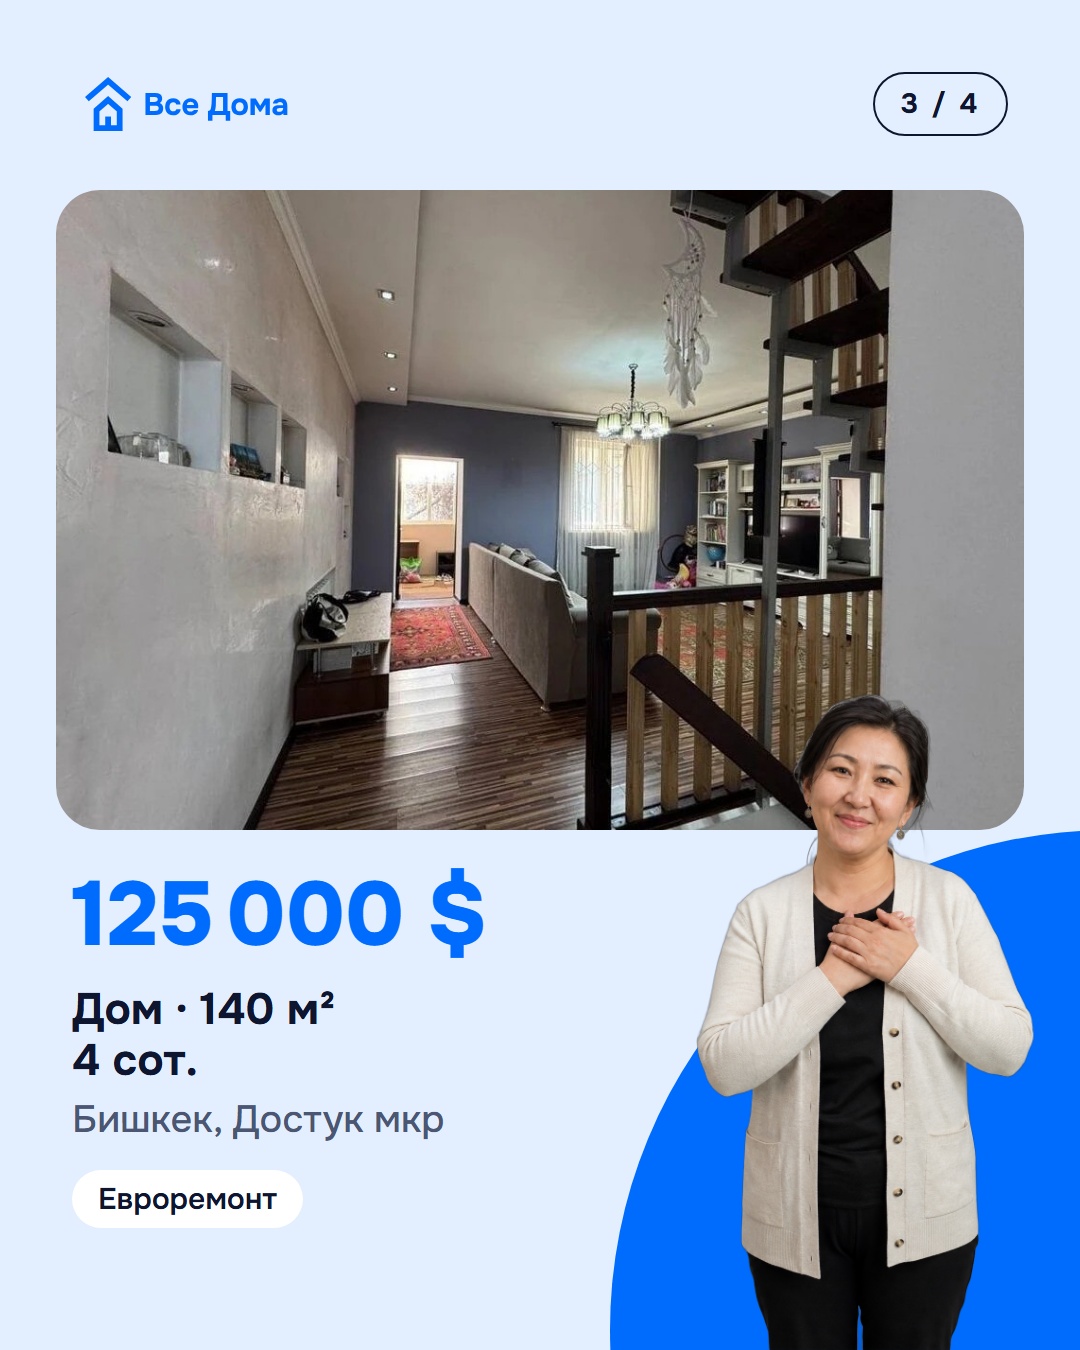 Все Дома
3 / 4
125 000 $
Дом · 140 м²
4 сот.
Бишкек, Достук мкр
Евроремонт